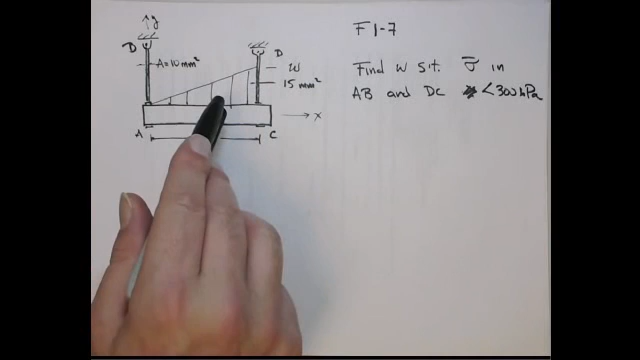 F1-7
y
D
A=10 mm²
D
w
15 mm²
Find w s.t. σ in
AB and DC < 300 kPa
x
A
C